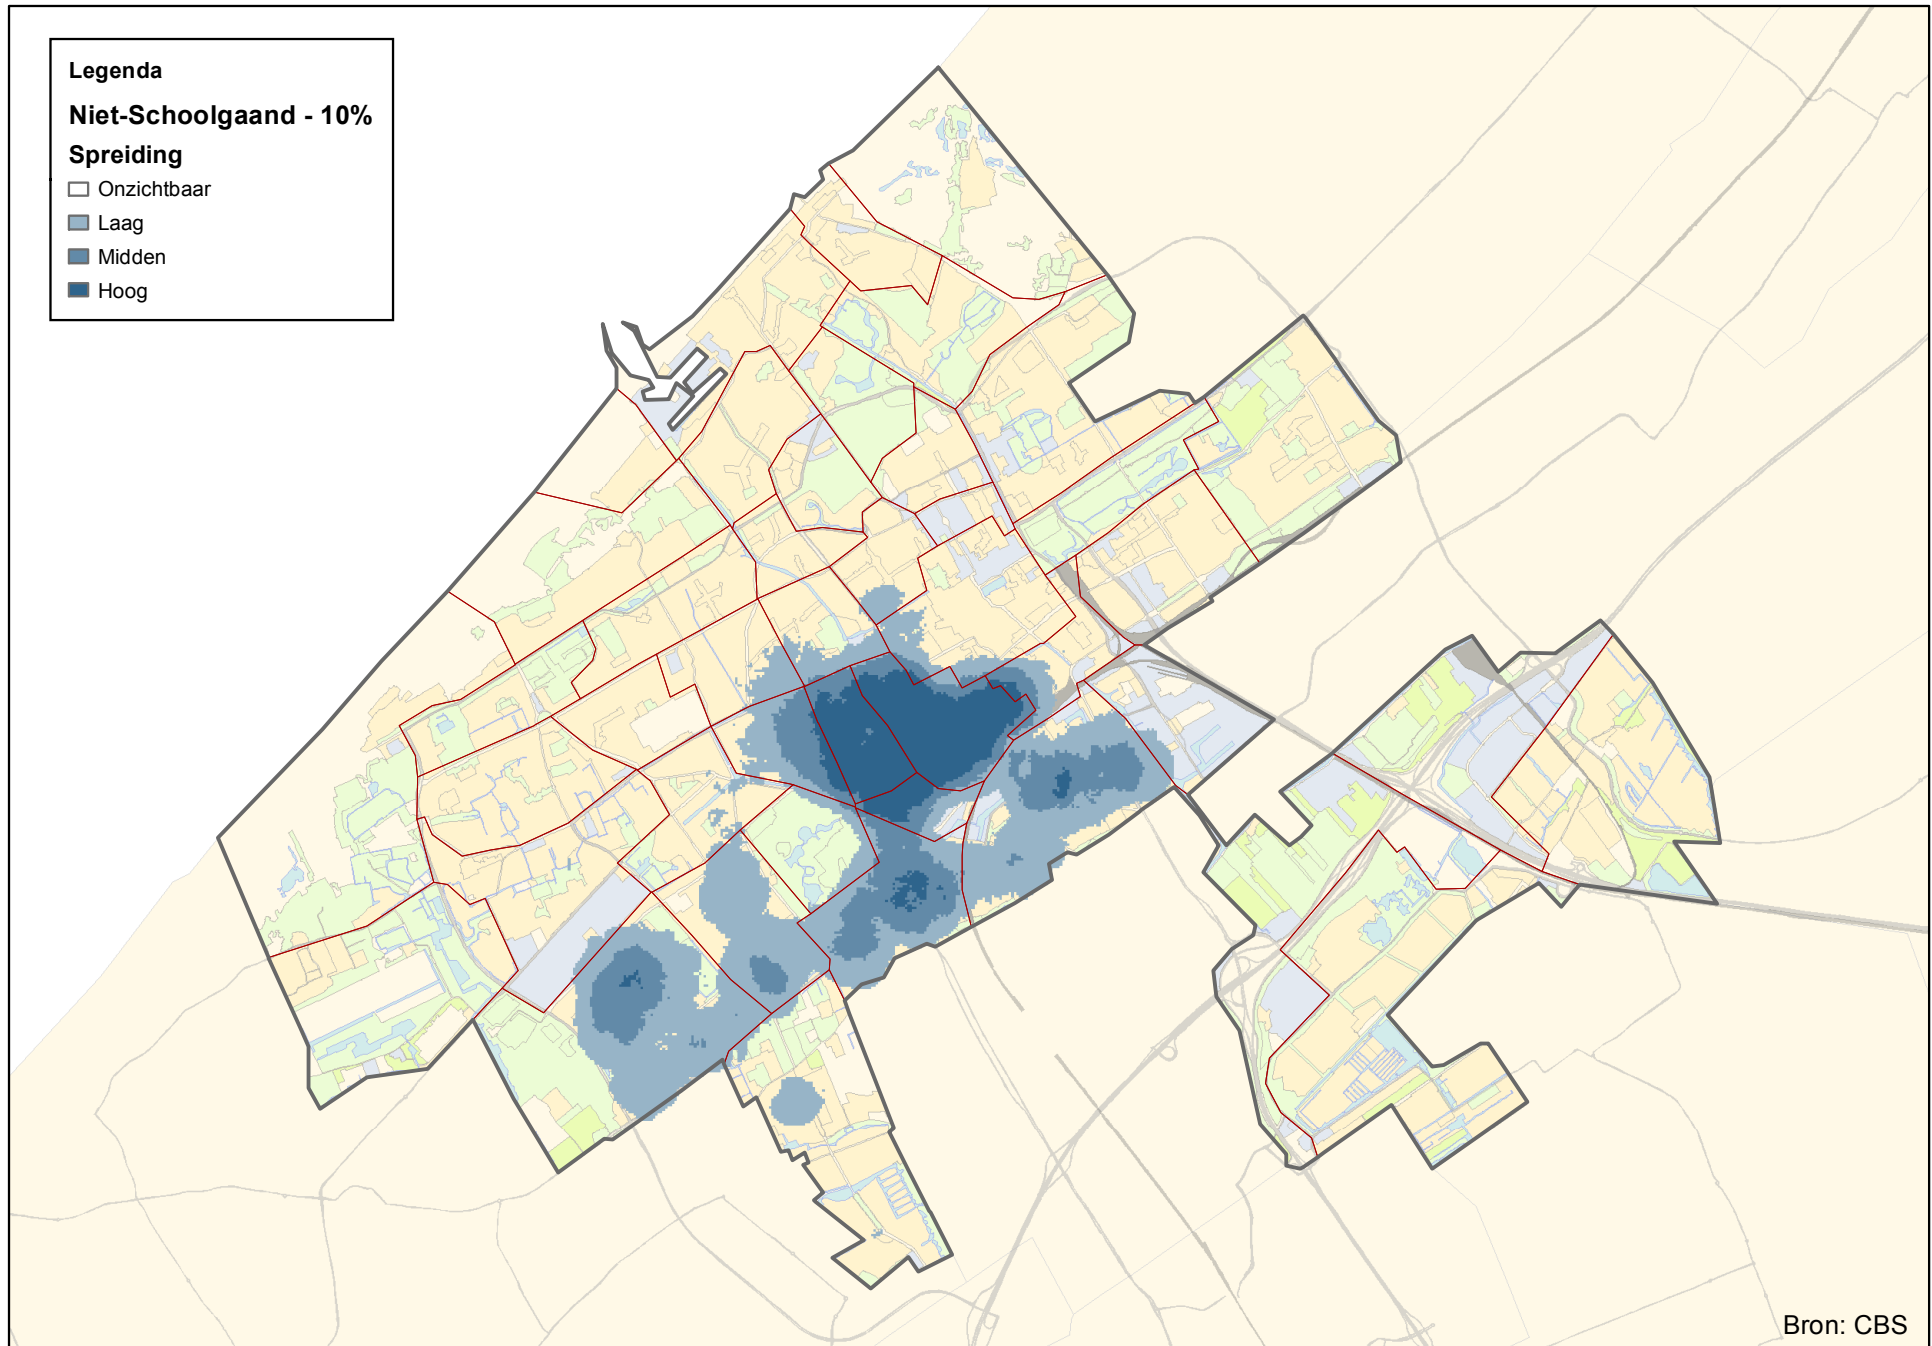 Legenda
Niet-Schoolgaand - 10%
Spreiding
Onzichtbaar
Laag
Midden
Hoog
Bron: CBS